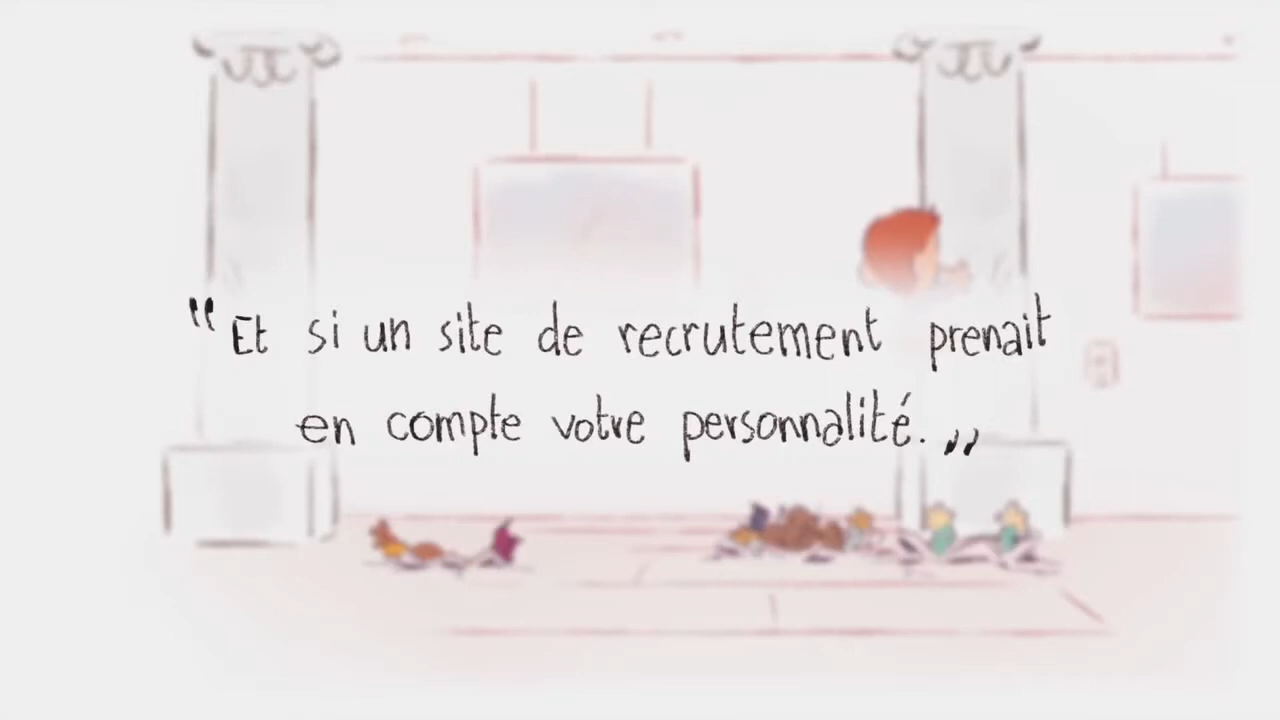 “Et si un site de recrutement prenait
en compte votre personnalité.„